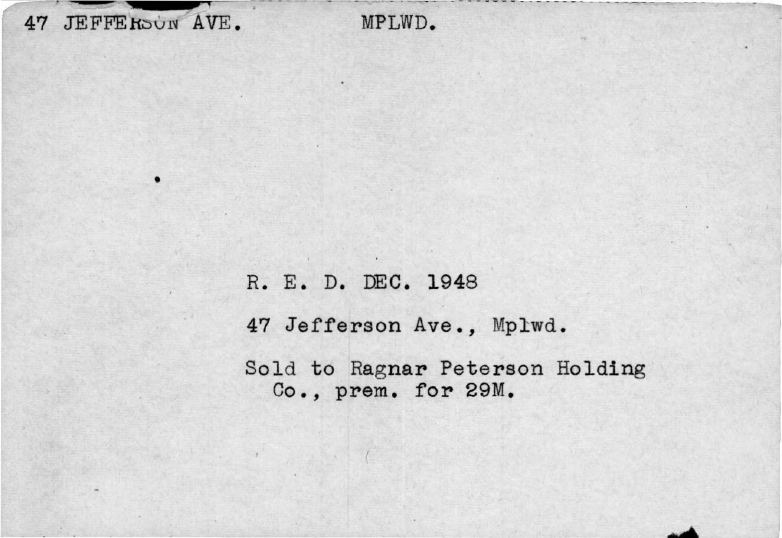 47 JEFFERSON AVE. MPLWD.
R. E. D. DEC. 1948
47 Jefferson Ave., Mplwd.
Sold to Ragnar Peterson Holding
Co., prem. for 29M.